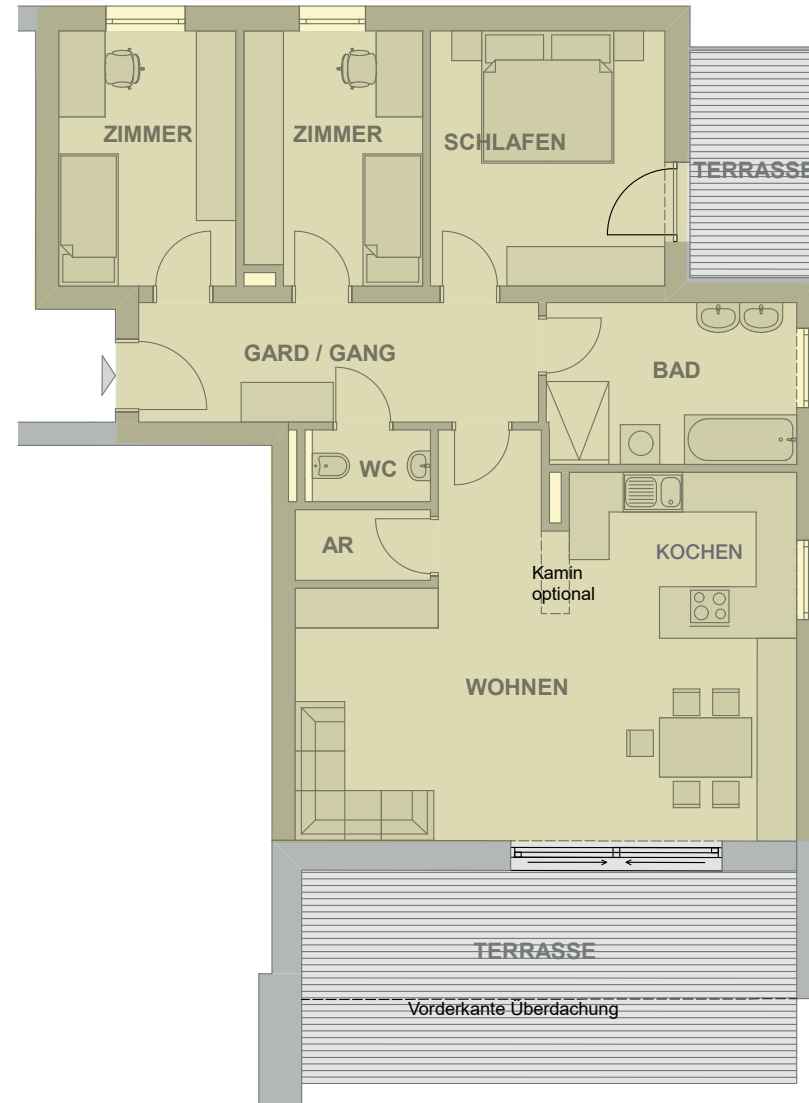 ZIMMER
ZIMMER
SCHLAFEN
TERRASSE
GARD / GANG
BAD
WC
AR
KOCHEN
Kamin
optional
WOHNEN
TERRASSE
Vorderkante Überdachung